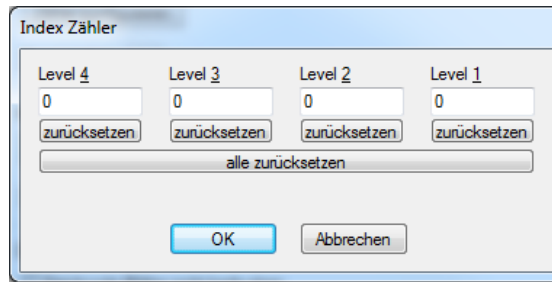 Index Zähler
Level 4 Level 3 Level 2 Level 1
0 0 0 0
zurücksetzen zurücksetzen zurücksetzen zurücksetzen
alle zurücksetzen
OK Abbrechen